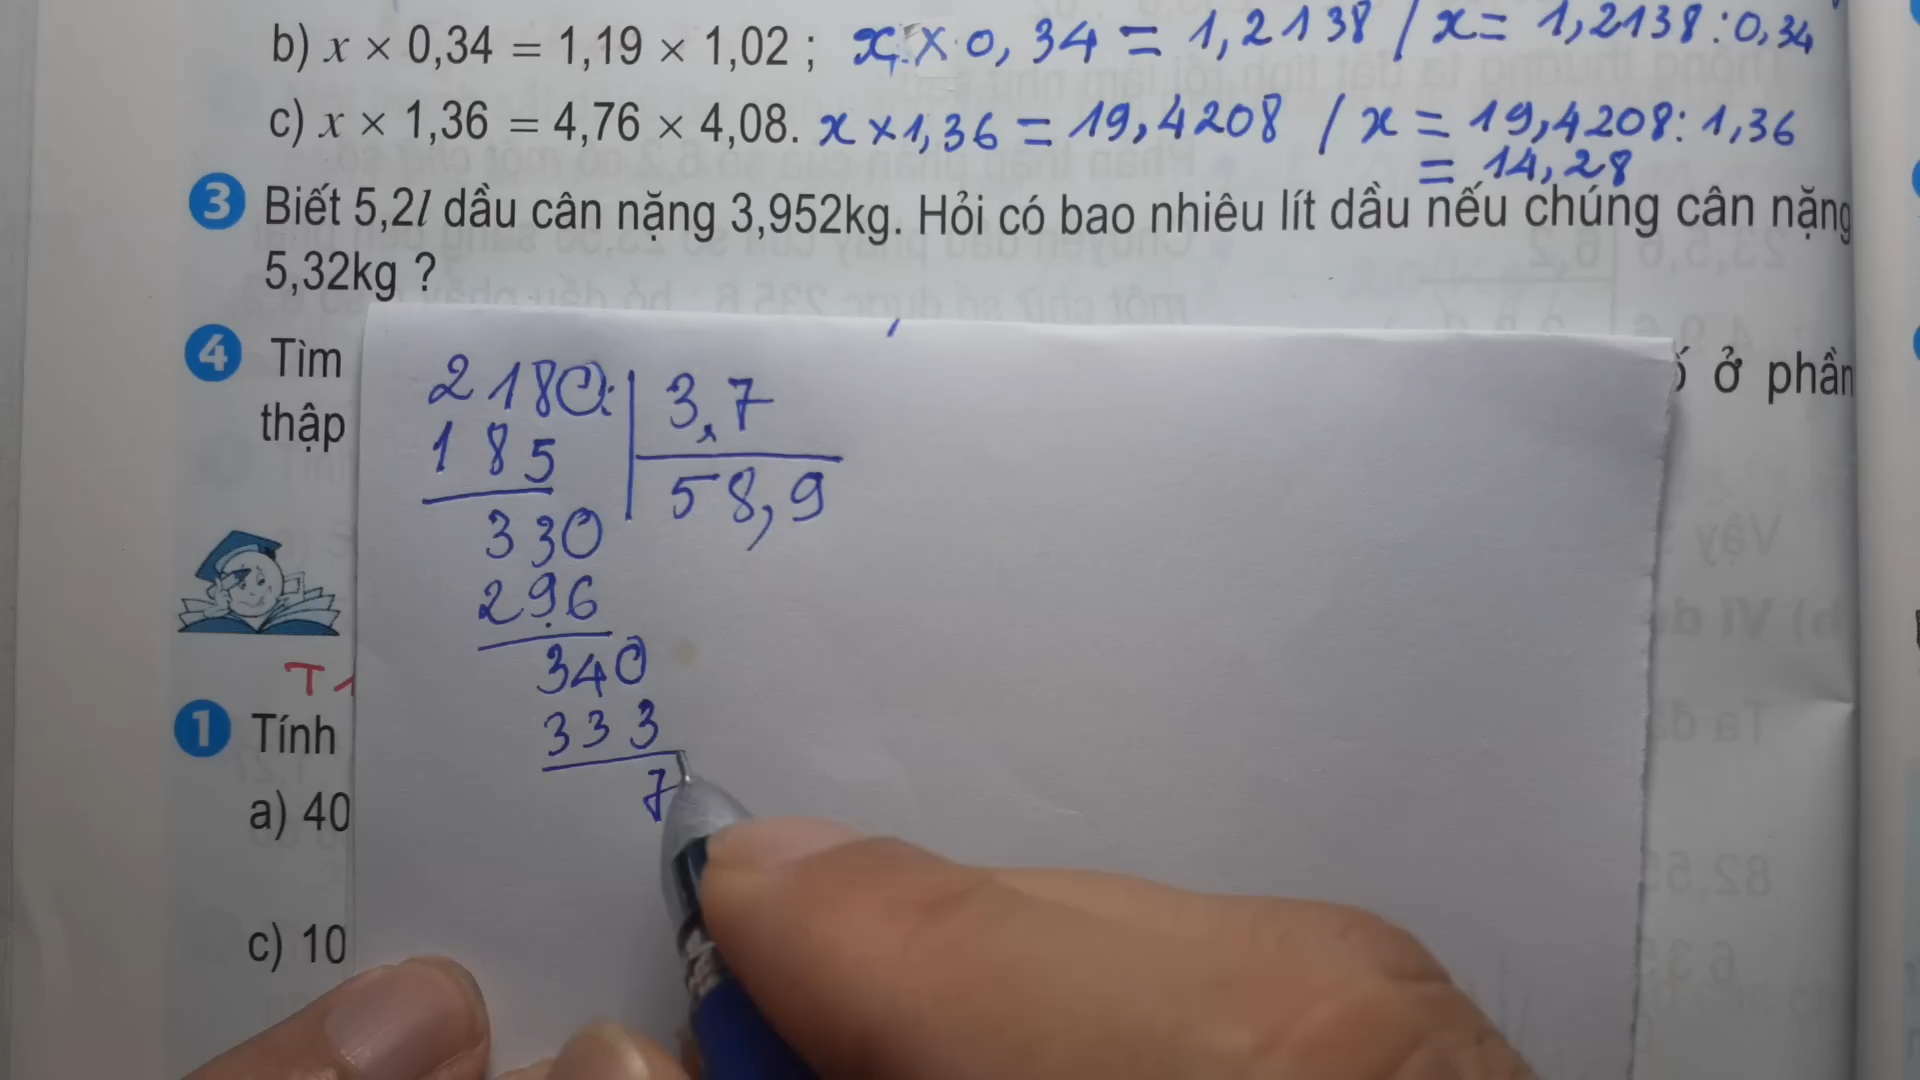 b) x × 0,34 = 1,19 × 1,02 ; x × 0,34 = 1,2138 / x = 1,2138 : 0,34
c) x × 1,36 = 4,76 × 4,08. x × 1,36 = 19,4208 / x = 19,4208 : 1,36
= 14,28
3 Biết 5,2l dầu cân nặng 3,952kg. Hỏi có bao nhiêu lít dầu nếu chúng cân nặng
5,32kg ?
4 Tìm ở phần
thập
2180 3,7
185 58,9
330
296
340
333
7
1 Tính
a) 40
c) 10